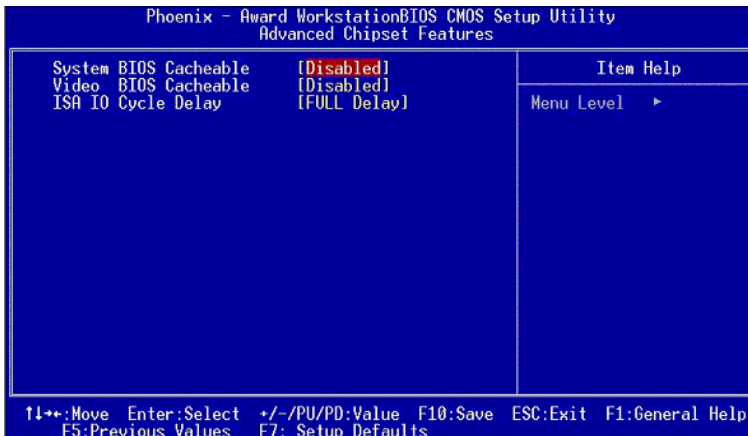 Phoenix - Award WorkstationBIOS CMOS Setup Utility
Advanced Chipset Features
System BIOS Cacheable [Disabled]
Video BIOS Cacheable [Disabled]
ISA IO Cycle Delay [FULL Delay]
Item Help
Menu Level ►
↑↓→←:Move Enter:Select +/-/PU/PD:Value F10:Save ESC:Exit F1:General Help
F5:Previous Values F7: Setup Defaults